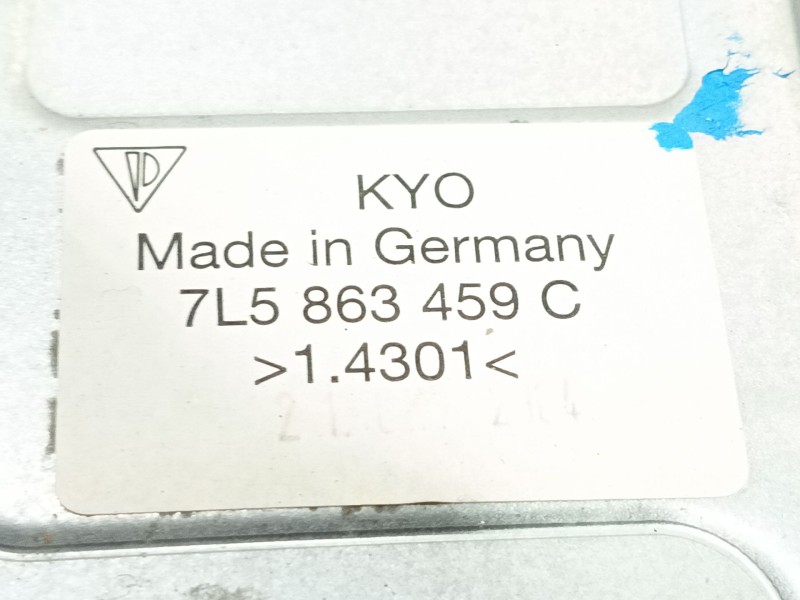 KYO
Made in Germany
7L5 863 459 C
>1.4301<